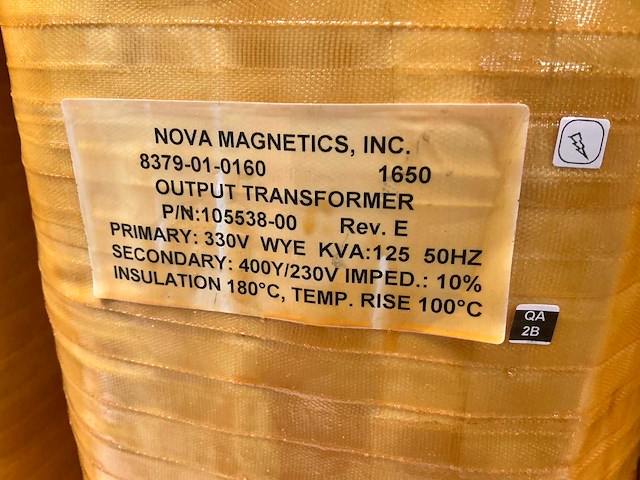 NOVA MAGNETICS, INC.
8379-01-0160 1650
OUTPUT TRANSFORMER
P/N:105538-00 Rev. E
PRIMARY: 330V WYE KVA:125 50HZ
SECONDARY: 400Y/230V IMPED.: 10%
INSULATION 180°C, TEMP. RISE 100°C
QA
2B